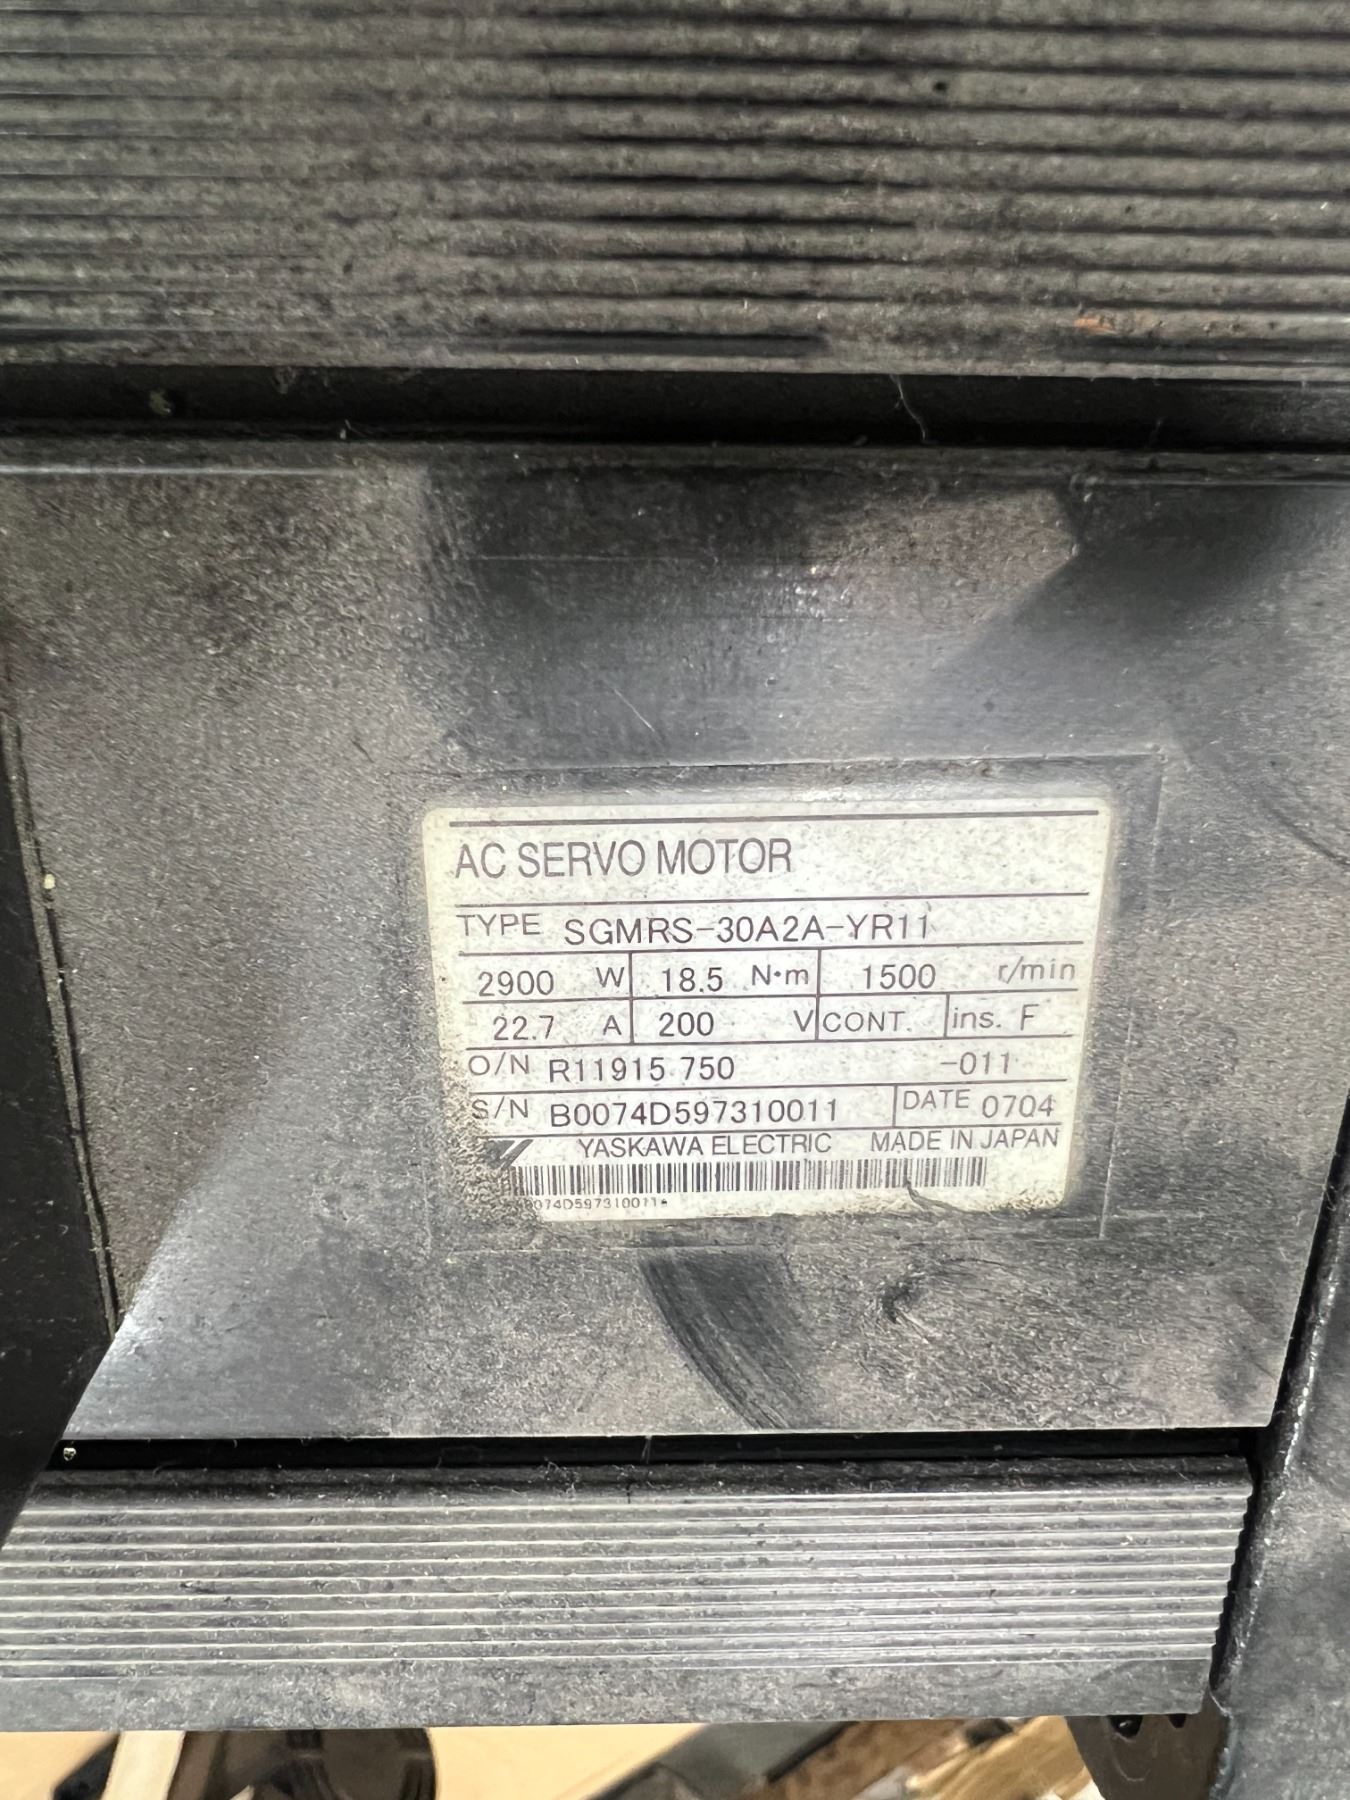 AC SERVO MOTOR
TYPE SGMRS-30A2A-YR11
2900 W 18.5 N·m 1500 r/min
22.7 A 200 V CONT. ins. F
O/N R11915 750 -011
S/N B0074D597310011 DATE 0704
YASKAWA ELECTRIC MADE IN JAPAN